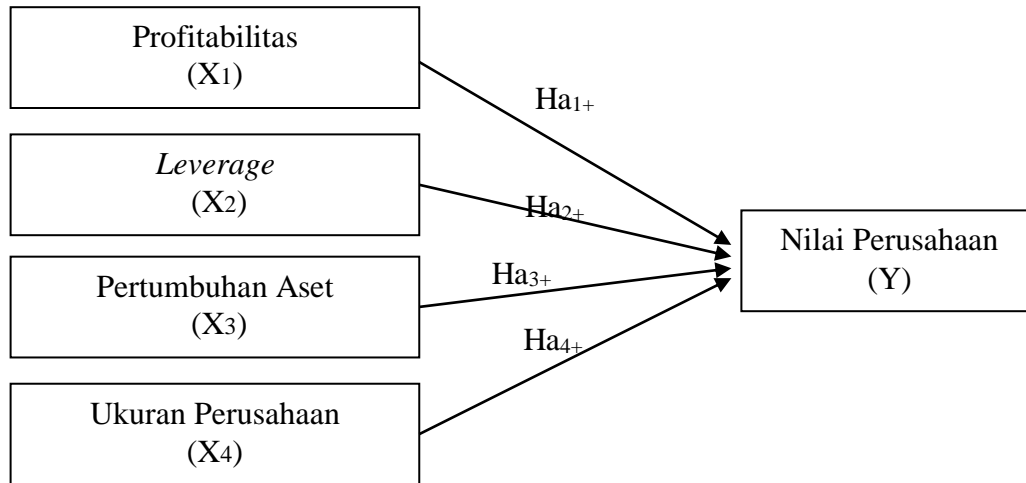 Profitabilitas
(X1)
Ha1+
Leverage
(X2)
Ha2+
Nilai Perusahaan
(Y)
Pertumbuhan Aset
(X3)
Ha3+
Ha4+
Ukuran Perusahaan
(X4)